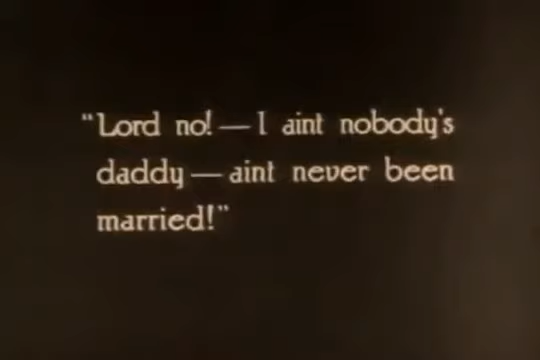 "Lord no! — I aint nobody's
daddy — aint never been
married!"